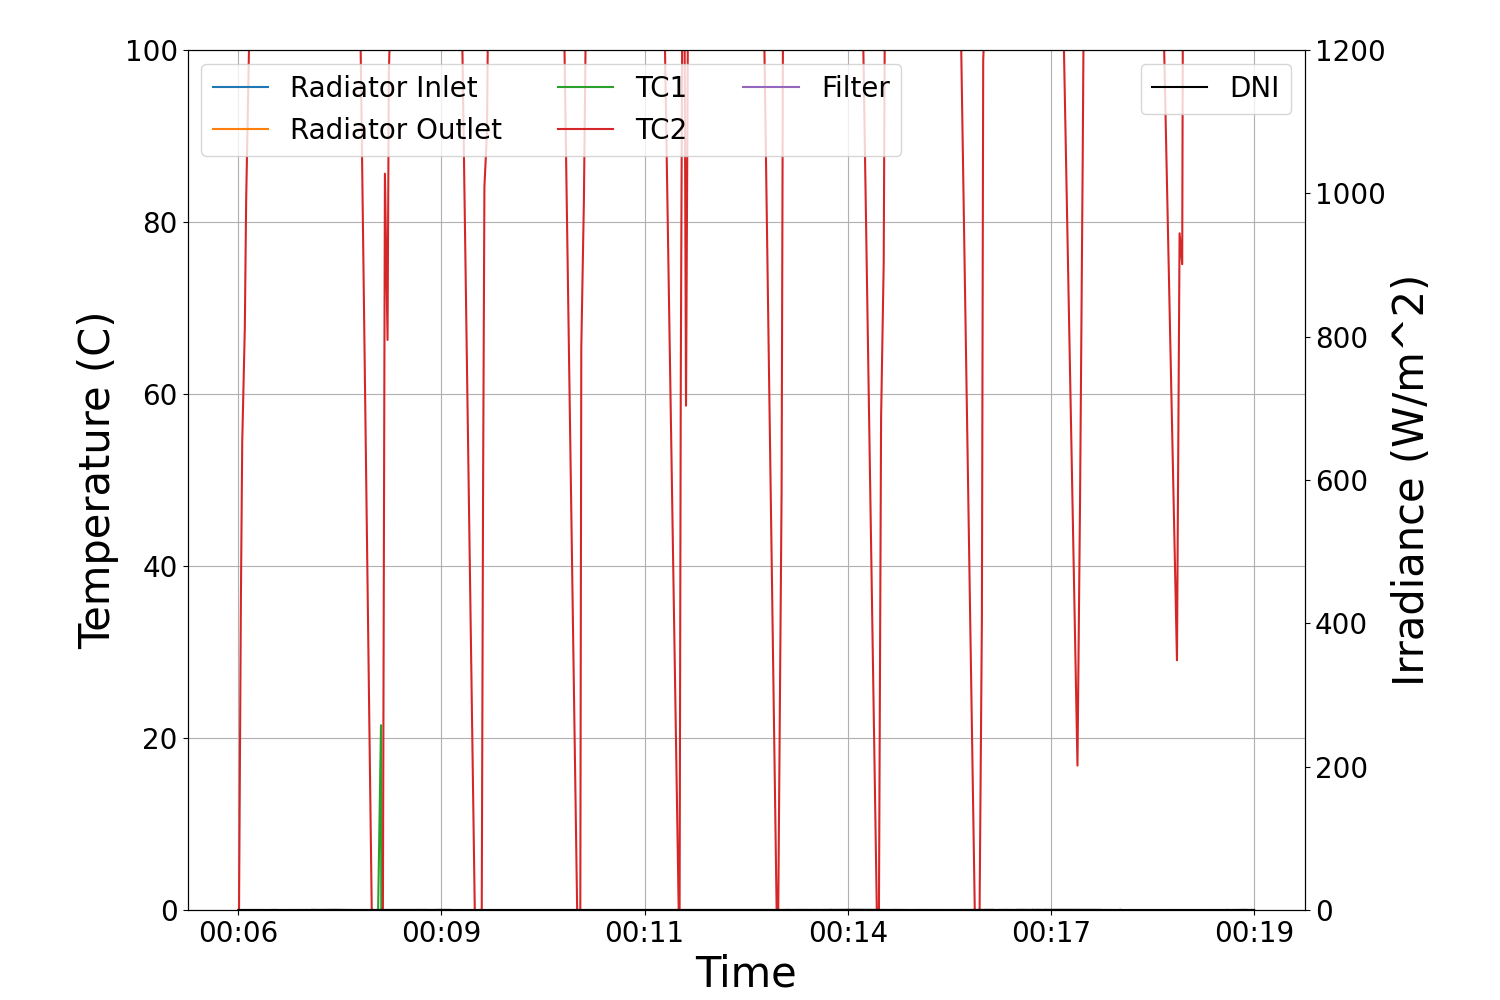 100
80
60
40
20
0
Temperature (C)
Radiator Inlet
Radiator Outlet
TC1
TC2
Filter
DNI
1200
1000
800
600
400
200
0
Irradiance (W/m^2)
00:06 00:09 00:11 00:14 00:17 00:19
Time